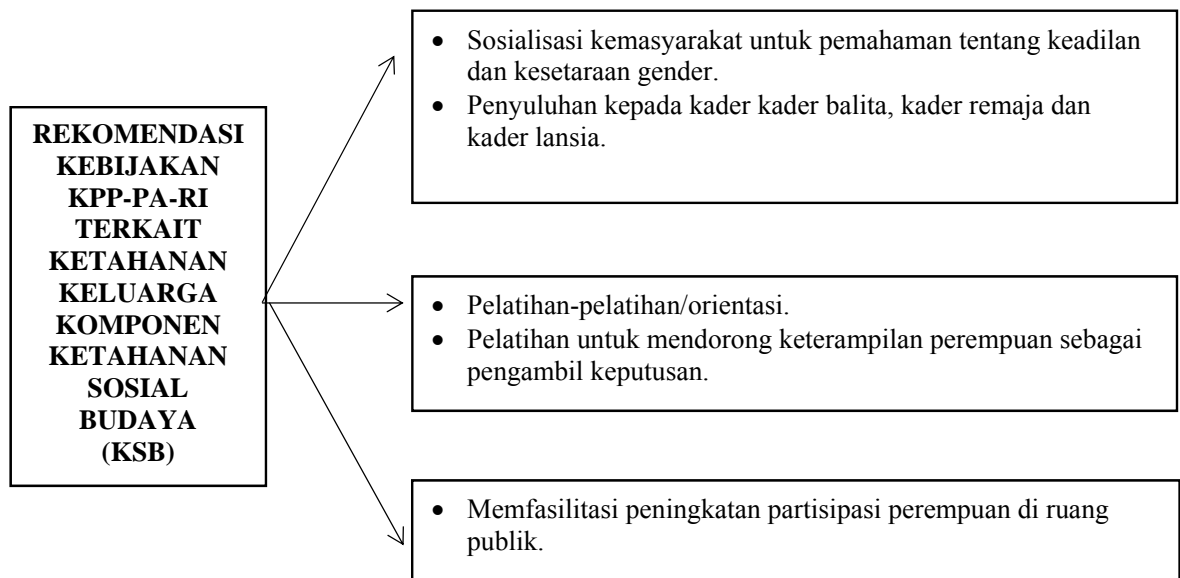 REKOMENDASI
KEBIJAKAN
KPP-PA-RI
TERKAIT
KETAHANAN
KELUARGA
KOMPONEN
KETAHANAN
SOSIAL
BUDAYA
(KSB)
• Sosialisasi kemasyarakat untuk pemahaman tentang keadilan
dan kesetaraan gender.
• Penyuluhan kepada kader kader balita, kader remaja dan
kader lansia.
• Pelatihan-pelatihan/orientasi.
• Pelatihan untuk mendorong keterampilan perempuan sebagai
pengambil keputusan.
• Memfasilitasi peningkatan partisipasi perempuan di ruang
publik.